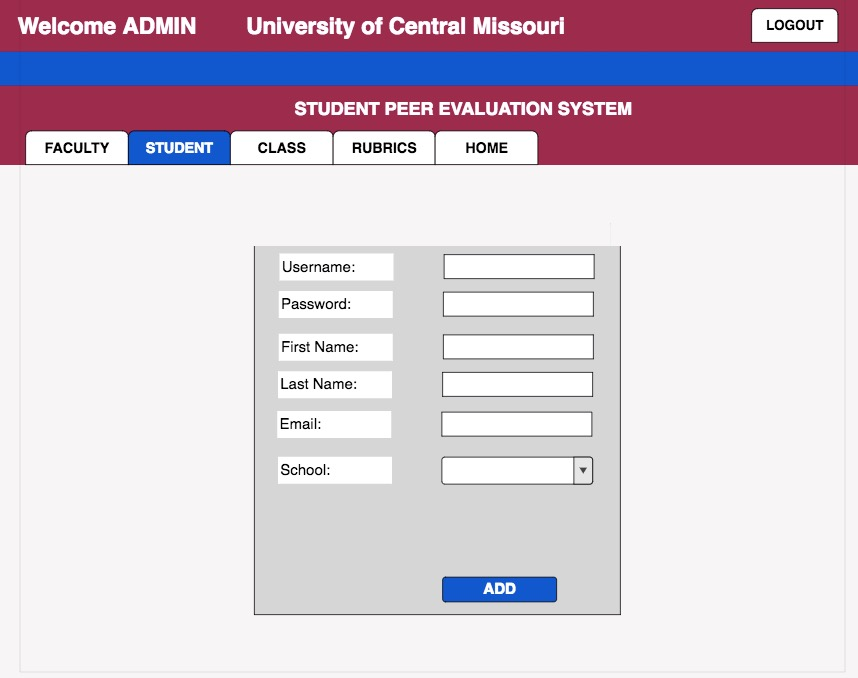 Welcome ADMIN University of Central Missouri LOGOUT
STUDENT PEER EVALUATION SYSTEM
FACULTY STUDENT CLASS RUBRICS HOME
Username:
Password:
First Name:
Last Name:
Email:
School:
ADD